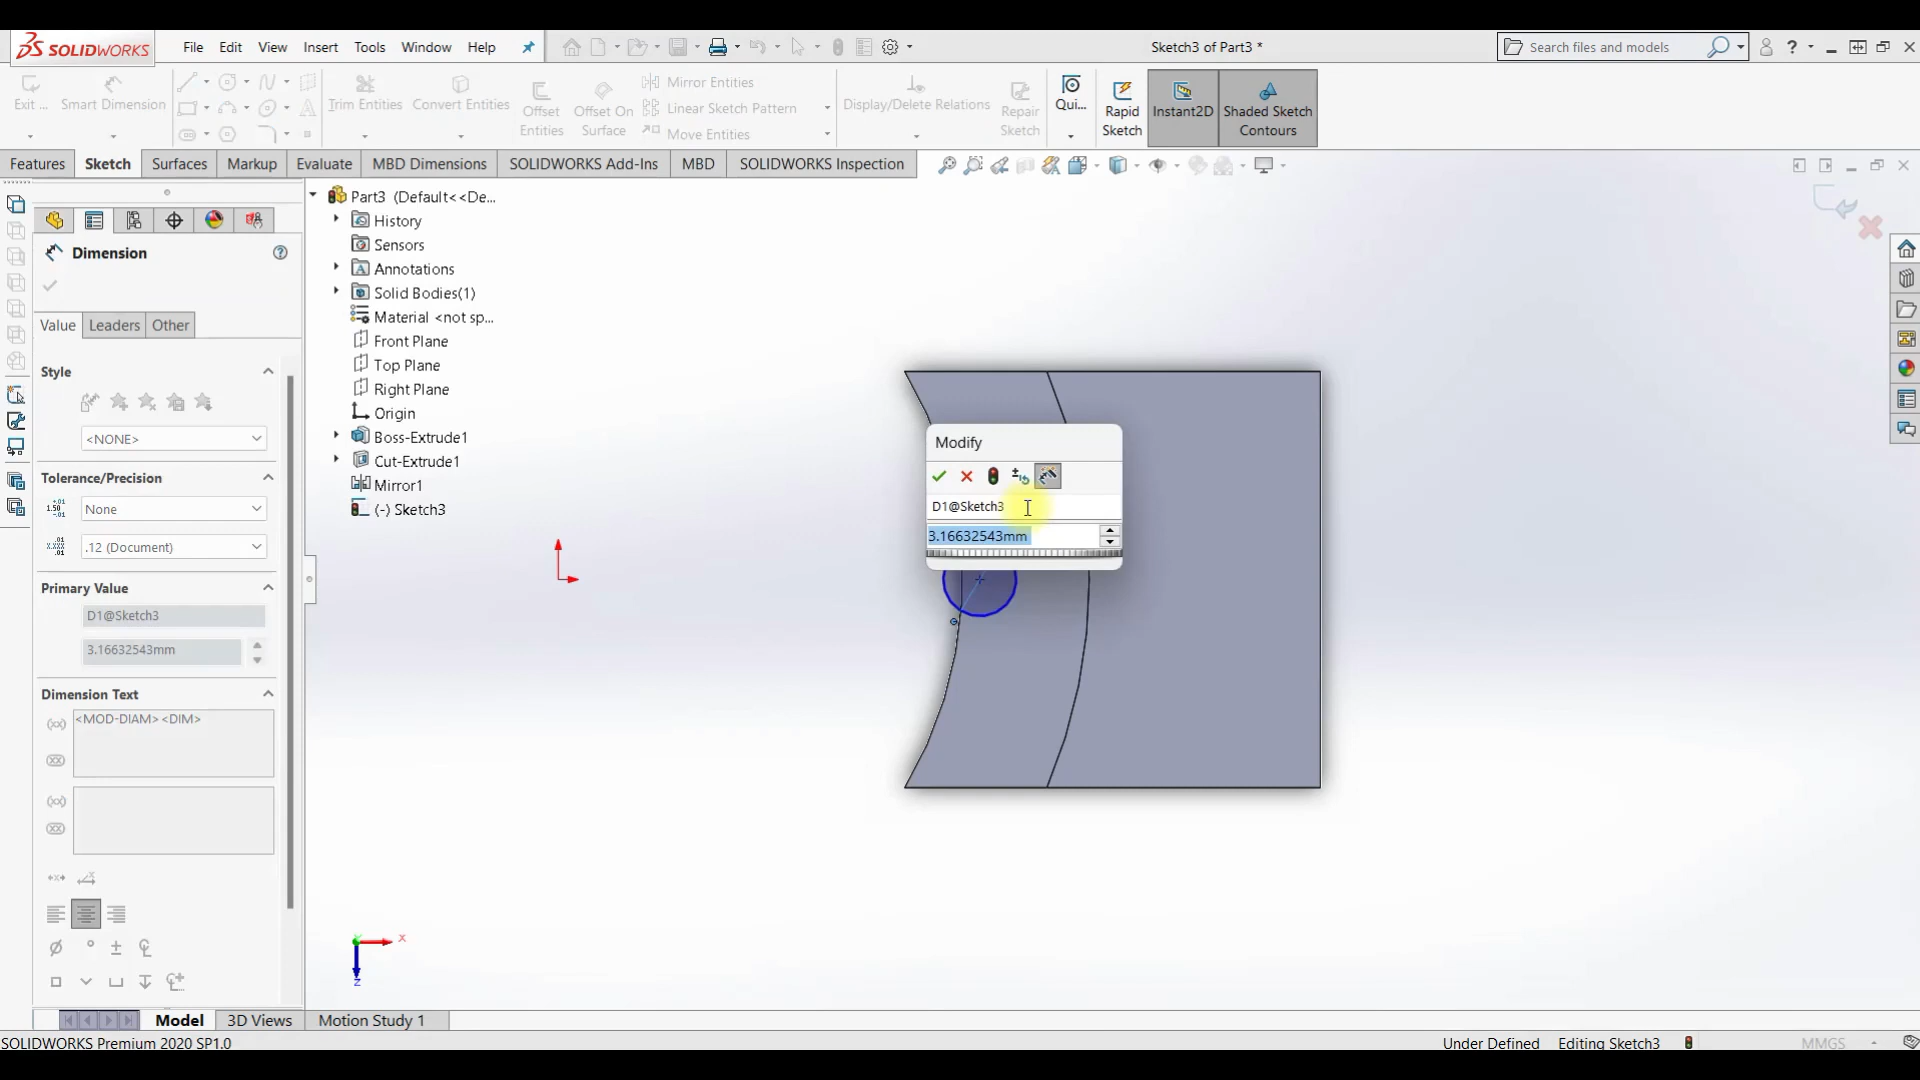 SOLIDWORKS
File Edit View Insert Tools Window Help
Sketch3 of Part3 *
Search files and models
Exit ...
Smart Dimension
Trim Entities
Convert Entities
Offset Entities
Offset On Surface
Mirror Entities
Linear Sketch Pattern
Move Entities
Display/Delete Relations
Repair Sketch
Qui...
Rapid Sketch
Instant2D
Shaded Sketch Contours
Features Sketch Surfaces Markup Evaluate MBD Dimensions SOLIDWORKS Add-Ins MBD SOLIDWORKS Inspection
Dimension
Value Leaders Other
Style
<NONE>
Tolerance/Precision
None
.12 (Document)
Primary Value
D1@Sketch3
3.16632543mm
Dimension Text
<MOD-DIAM><DIM>
Part3 (Default<<De...
History
Sensors
Annotations
Solid Bodies(1)
Material <not sp...
Front Plane
Top Plane
Right Plane
Origin
Boss-Extrude1
Cut-Extrude1
Mirror1
(-) Sketch3
Modify
D1@Sketch3
3.16632543mm
X
Z
Model 3D Views Motion Study 1
SOLIDWORKS Premium 2020 SP1.0
Under Defined Editing Sketch3 MMGS